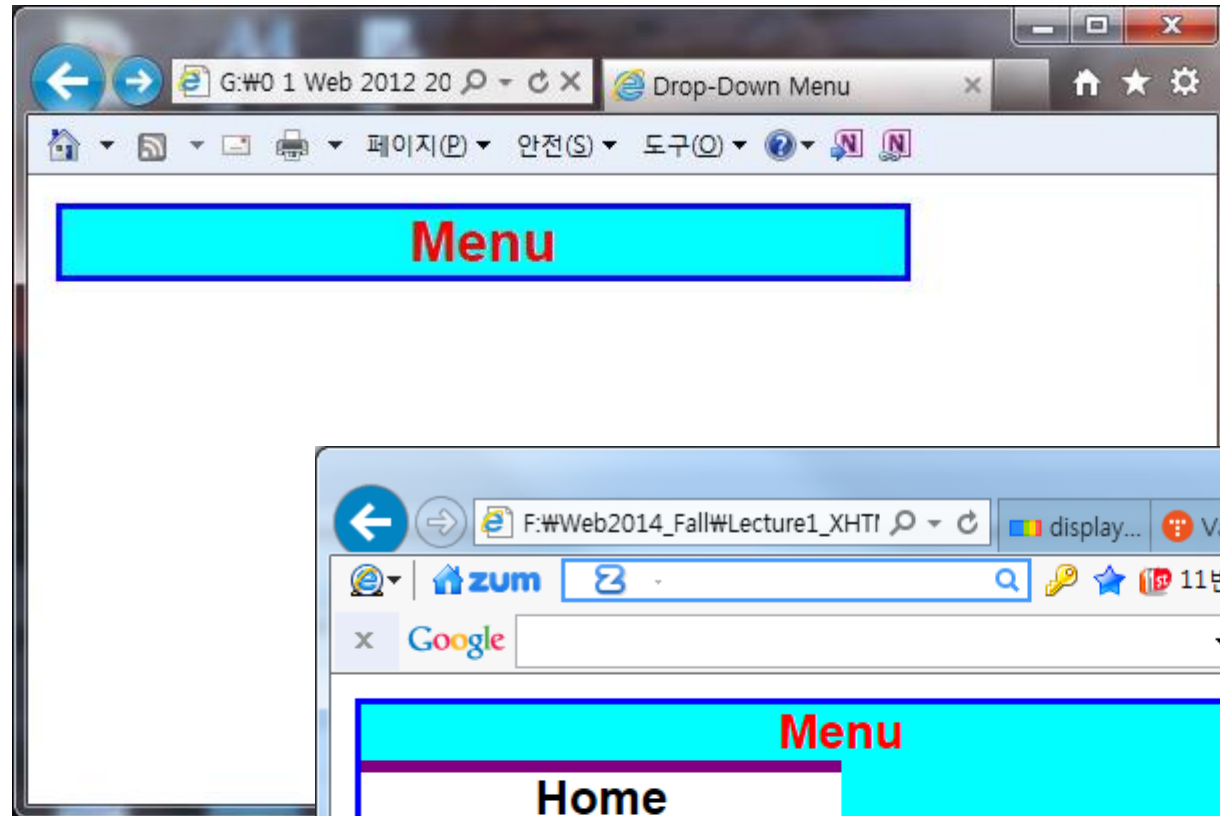 G:₩0 1 Web 2012 20
Drop-Down Menu
페이지(P)
안전(S)
도구(O)
Menu
F:₩Web2014_Fall₩Lecture1_XHT
display...
zum
Google
Menu
Home